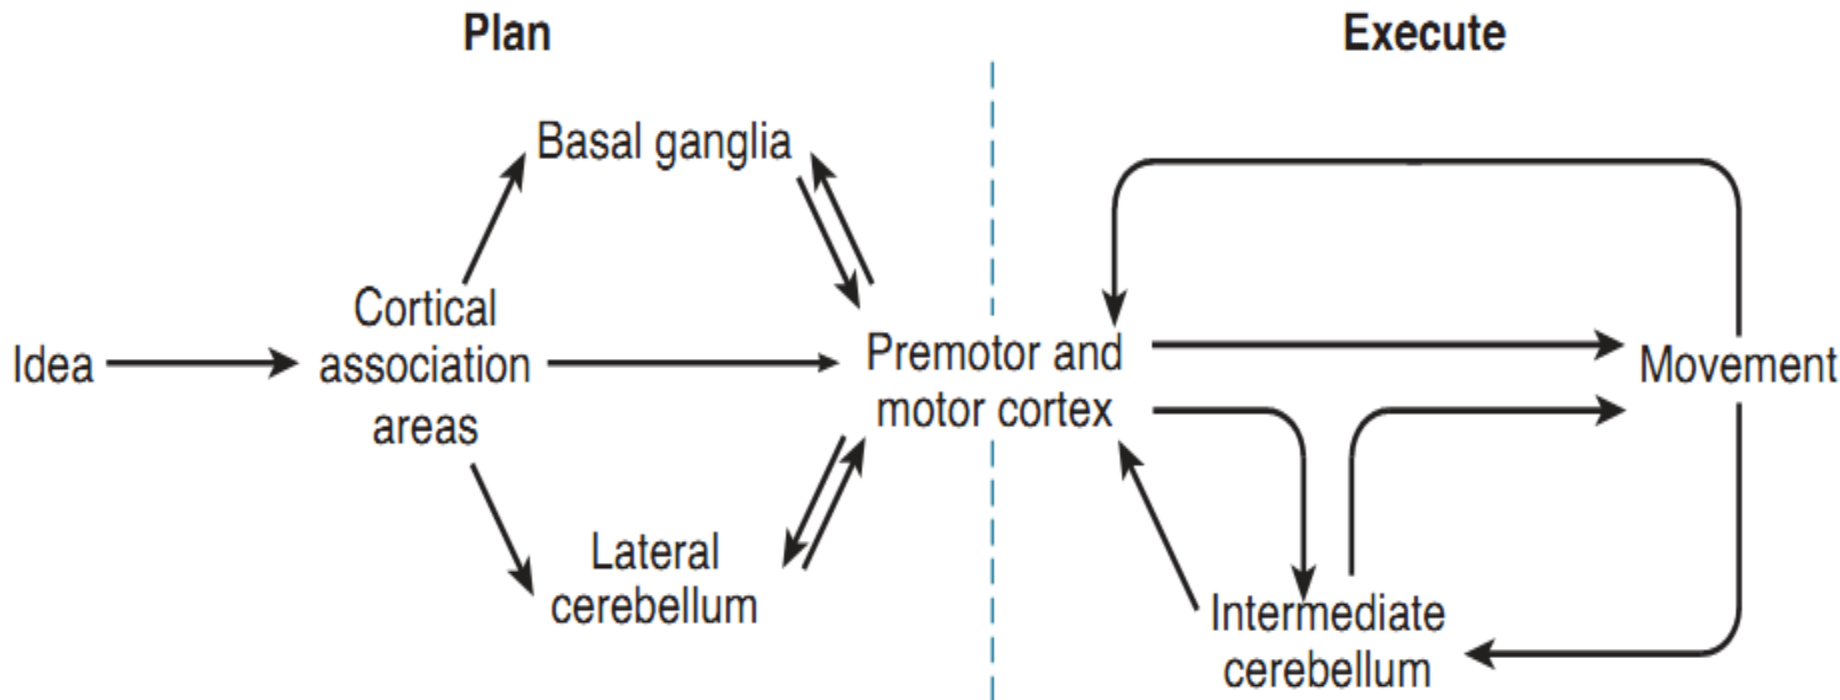 Plan
Execute
Basal ganglia
Idea
Cortical
association
areas
Premotor and
motor cortex
Movement
Lateral
cerebellum
Intermediate
cerebellum